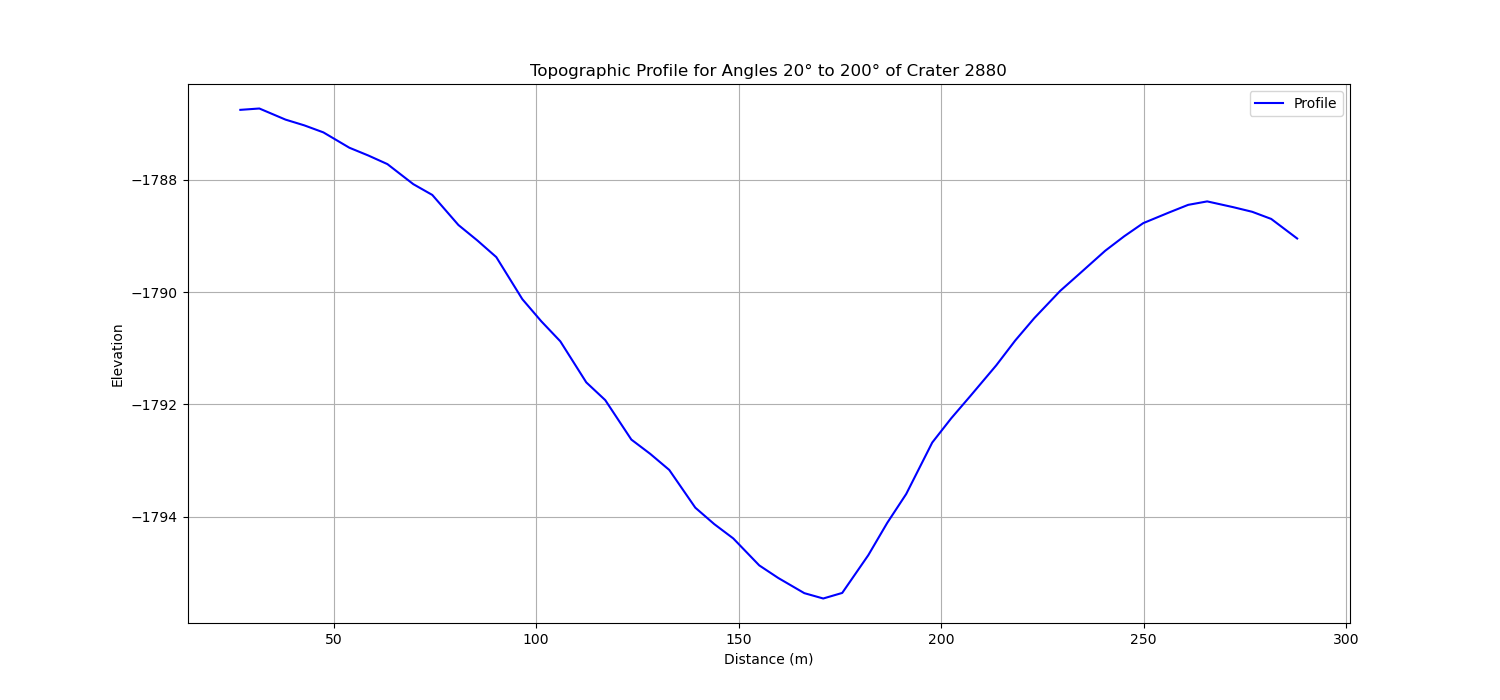 Topographic Profile for Angles 20° to 200° of Crater 2880
Profile
−1788
−1790
−1792
−1794
Elevation
50
100
150
200
250
300
Distance (m)